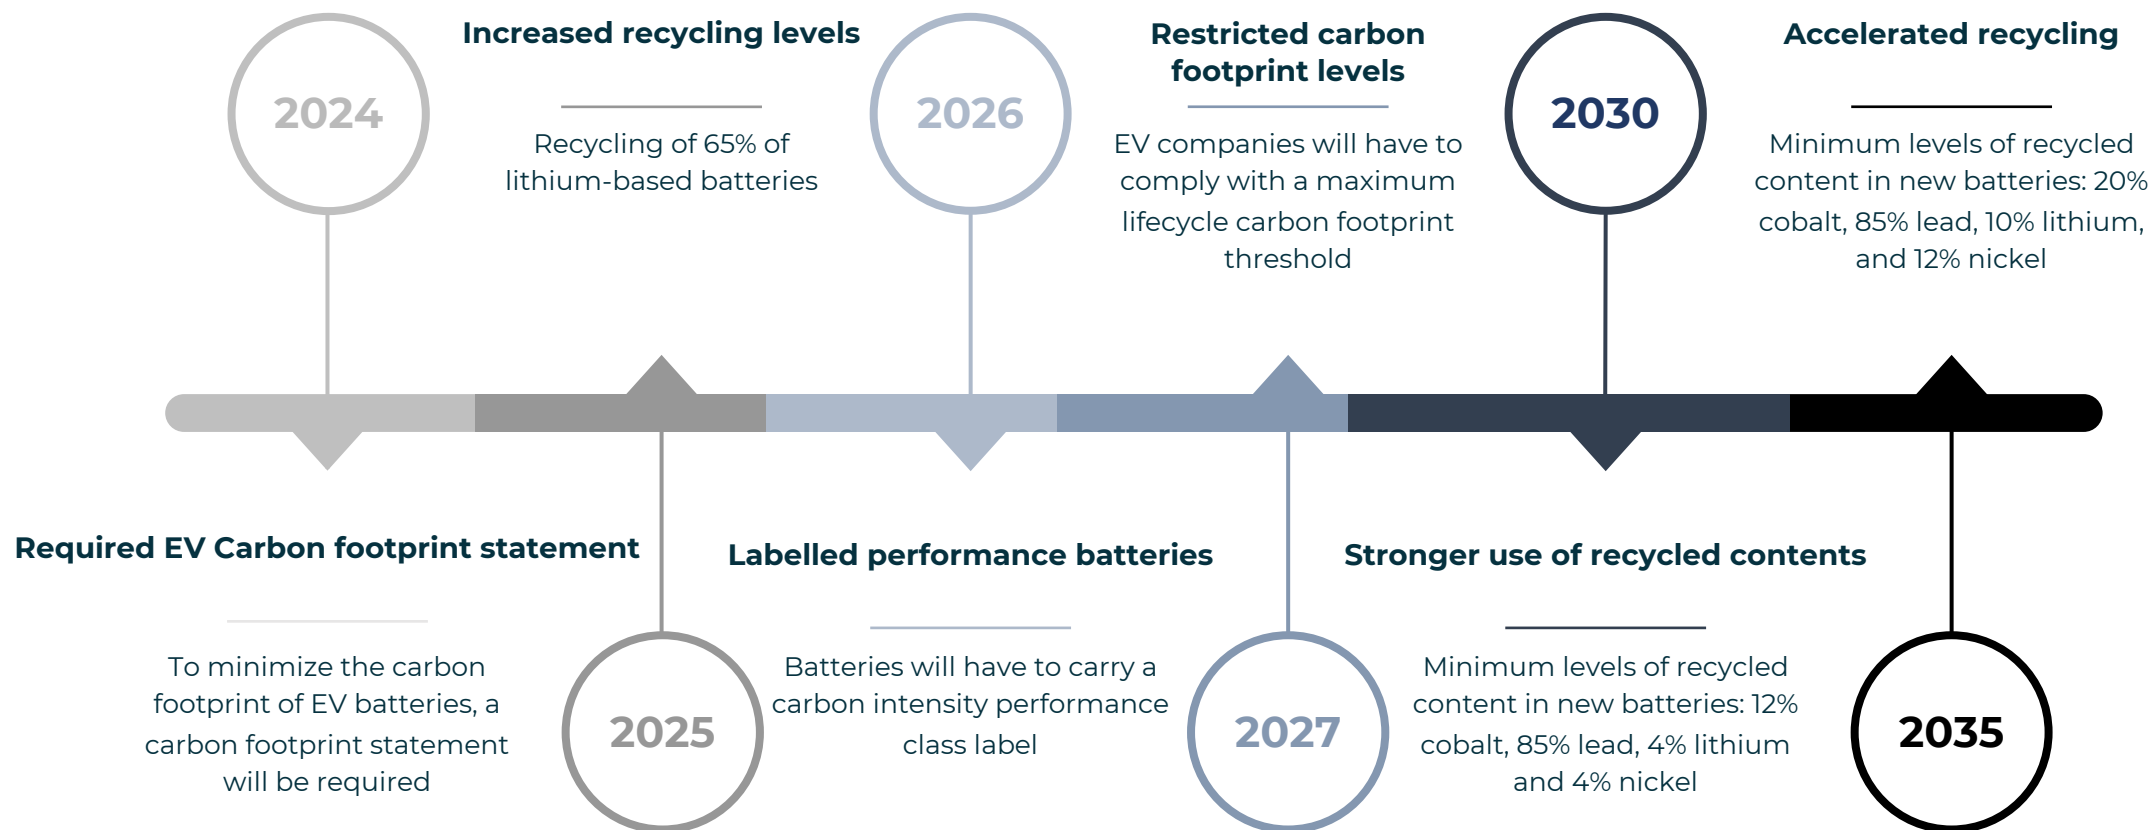 2024
Required EV Carbon footprint statement
To minimize the carbon
footprint of EV batteries, a
carbon footprint statement
will be required
Increased recycling levels
Recycling of 65% of
lithium-based batteries
2025
2026
Labelled performance batteries
Batteries will have to carry a
carbon intensity performance
class label
Restricted carbon
footprint levels
EV companies will have to
comply with a maximum
lifecycle carbon footprint
threshold
2027
2030
Stronger use of recycled contents
Minimum levels of recycled
content in new batteries: 12%
cobalt, 85% lead, 4% lithium
and 4% nickel
Accelerated recycling
Minimum levels of recycled
content in new batteries: 20%
cobalt, 85% lead, 10% lithium,
and 12% nickel
2035